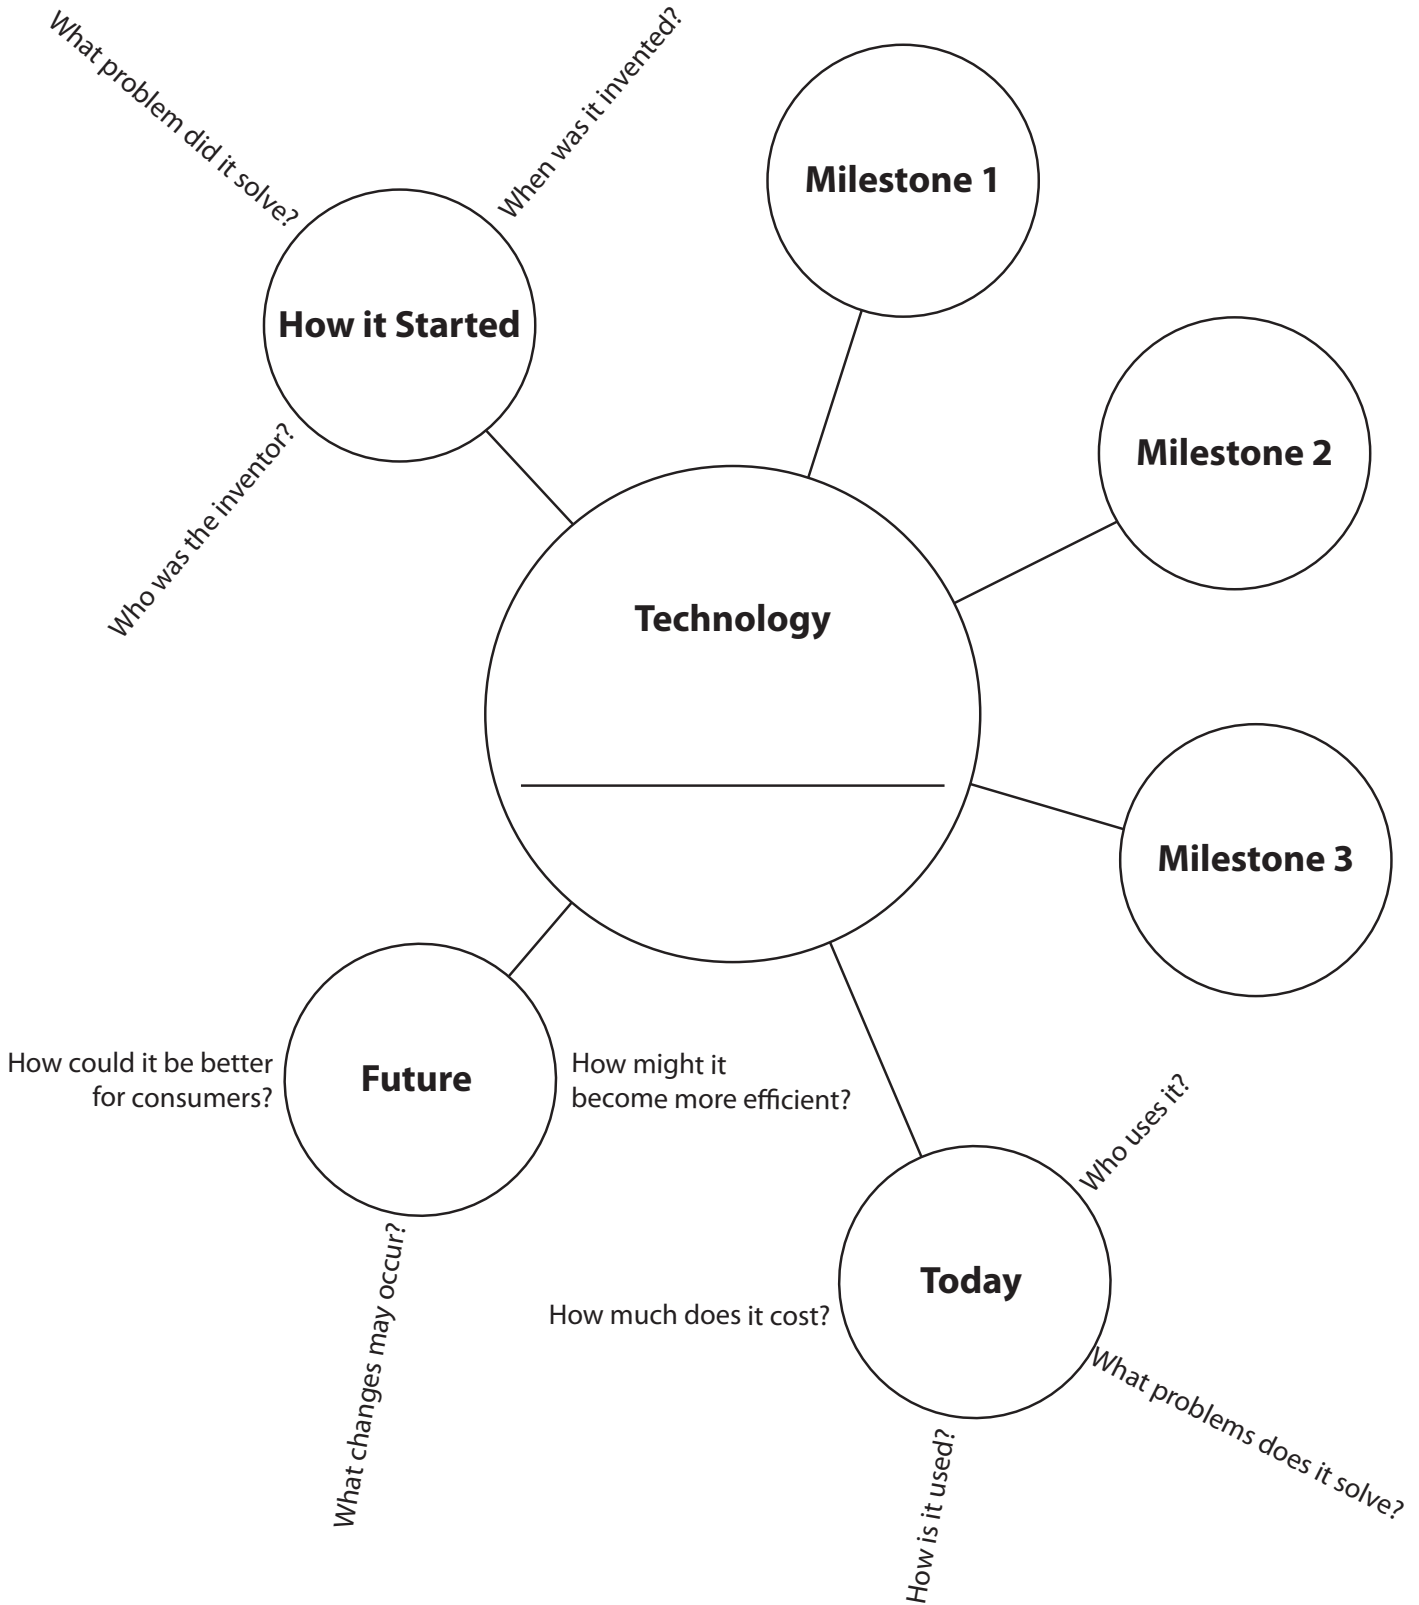 What problem did it solve?
When was it invented?
How it Started
Who was the inventor?
Milestone 1
Milestone 2
Technology
Milestone 3
Future
How could it be better
for consumers?
How might it
become more efficient?
What changes may occur?
Today
Who uses it?
How much does it cost?
What problems does it solve?
How is it used?